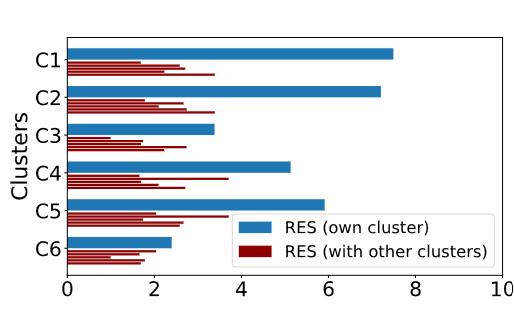 Clusters
C1
C2
C3
C4
C5
C6
RES (own cluster)
RES (with other clusters)
0 2 4 6 8 10